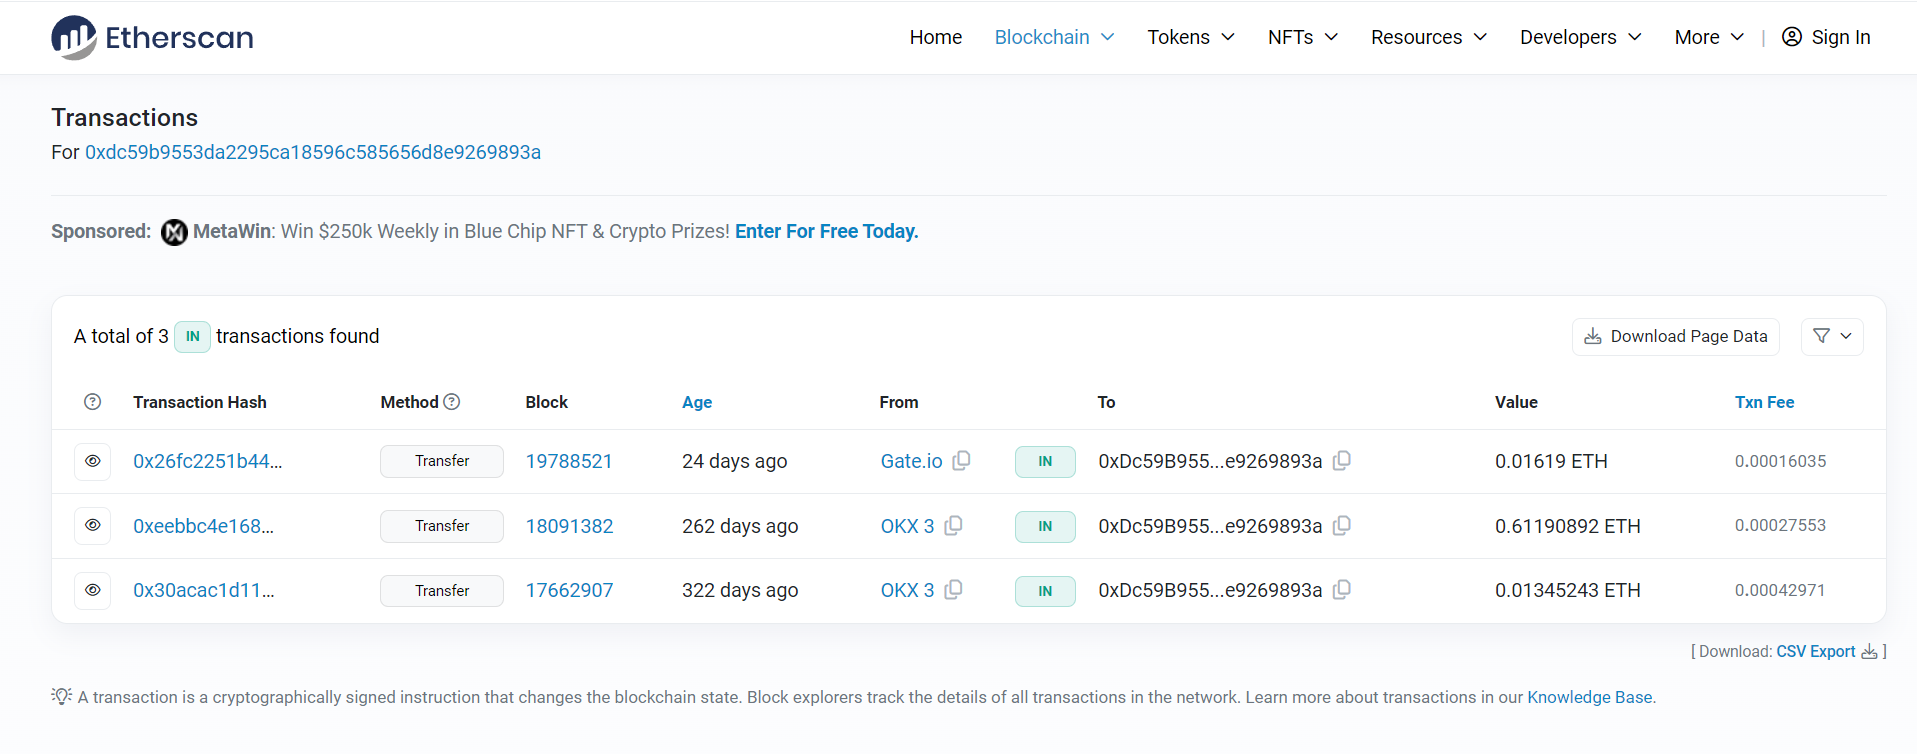 Etherscan Home Blockchain Tokens NFTs Resources Developers More | Sign In
Transactions
For 0xdc59b9553da2295ca18596c585656d8e9269893a
Sponsored: MetaWin: Win $250k Weekly in Blue Chip NFT & Crypto Prizes! Enter For Free Today.
A total of 3 IN transactions found Download Page Data
Transaction Hash Method Block Age From To Value Txn Fee
0x26fc2251b44... Transfer 19788521 24 days ago Gate.io IN 0xDc59B955...e9269893a 0.01619 ETH 0.00016035
0xeebbc4e168... Transfer 18091382 262 days ago OKX 3 IN 0xDc59B955...e9269893a 0.61190892 ETH 0.00027553
0x30acac1d11... Transfer 17662907 322 days ago OKX 3 IN 0xDc59B955...e9269893a 0.01345243 ETH 0.00042971
[ Download: CSV Export ]
A transaction is a cryptographically signed instruction that changes the blockchain state. Block explorers track the details of all transactions in the network. Learn more about transactions in our Knowledge Base.